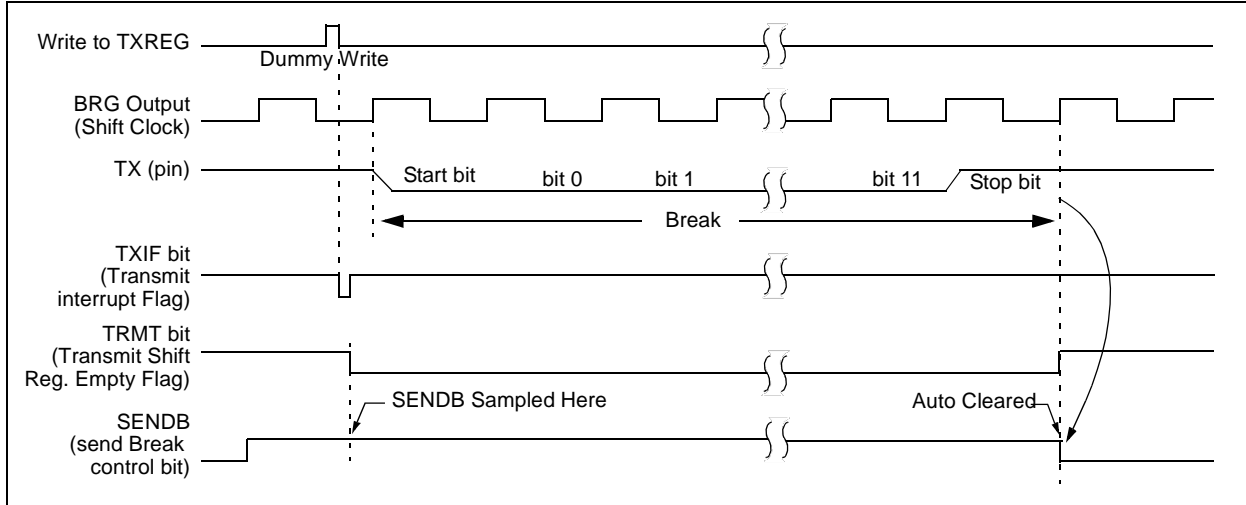 Write to TXREG
Dummy Write
BRG Output
(Shift Clock)
TX (pin)
Start bit
bit 0
bit 1
bit 11
Stop bit
Break
TXIF bit
(Transmit
interrupt Flag)
TRMT bit
(Transmit Shift
Reg. Empty Flag)
SENDB Sampled Here
Auto Cleared
SENDB
(send Break
control bit)